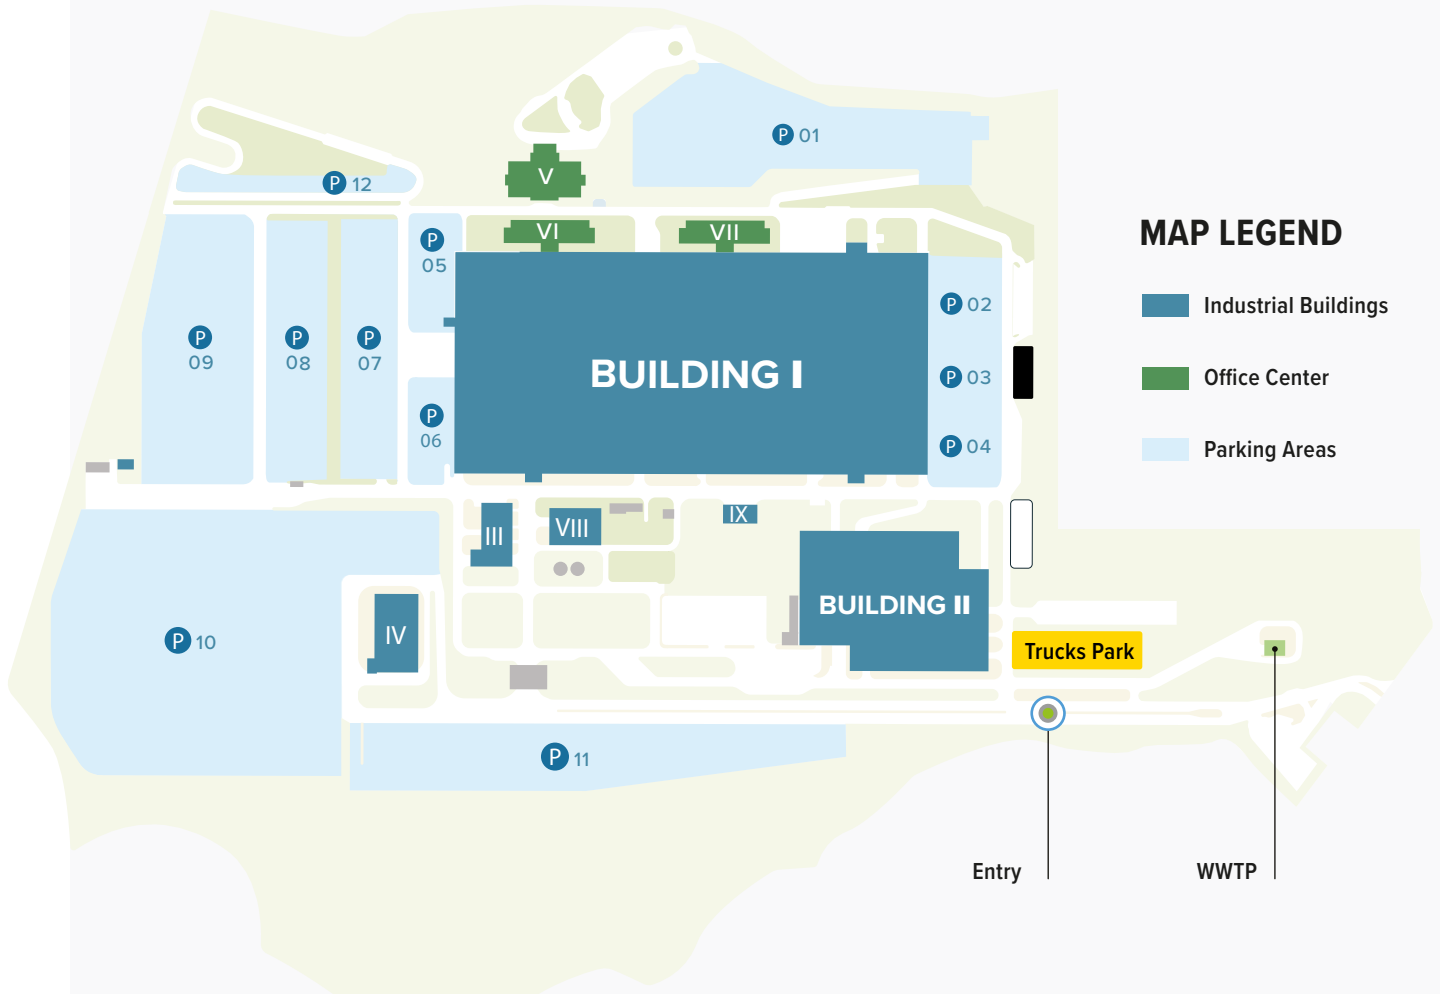 P 01
V
P 12
VI
VII
P
05
MAP LEGEND
P 02
Industrial Buildings
P
09
P
08
P
07
BUILDING I
P 03
Office Center
P
06
P 04
Parking Areas
III
VIII
IX
BUILDING II
IV
P 10
Trucks Park
P 11
Entry
WWTP